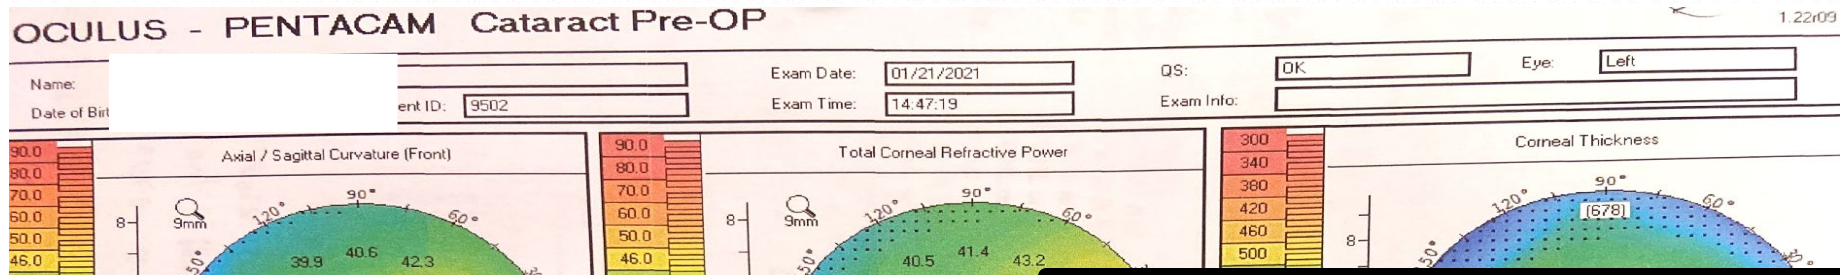 OCULUS - PENTACAM Cataract Pre-OP
1.22r09
Name:
Exam Date: 01/21/2021
QS: OK
Eye: Left
Date of Birt
ent ID: 9502
Exam Time: 14:47:19
Exam Info:
90.0
80.0
70.0
60.0
50.0
46.0
Axial / Sagittal Curvature (Front)
9mm
8
120°
90°
60°
50°
39.9
40.6
42.3
90.0
80.0
70.0
60.0
50.0
46.0
Total Corneal Refractive Power
9mm
8
120°
90°
60°
50°
40.5
41.4
43.2
300
340
380
420
460
500
Corneal Thickness
8
120°
90°
60°
50°
(678)